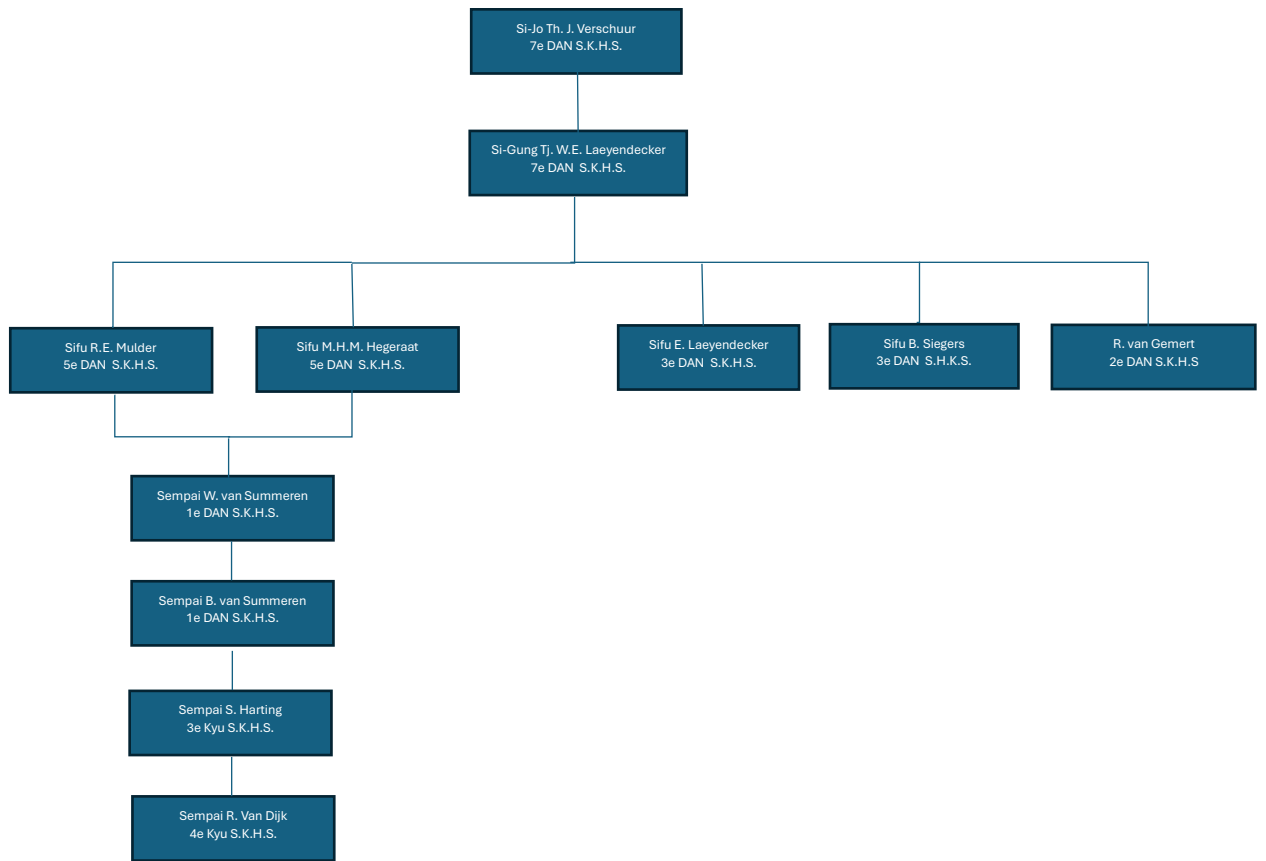 Si-Jo Th. J. Verschuur
7e DAN S.K.H.S.
Si-Gung Tj. W.E. Laeyendecker
7e DAN S.K.H.S.
Sifu R.E. Mulder
5e DAN S.K.H.S.
Sifu M.H.M. Hegeraat
5e DAN S.K.H.S.
Sifu E. Laeyendecker
3e DAN S.K.H.S.
Sifu B. Siegers
3e DAN S.H.K.S.
R. van Gemert
2e DAN S.K.H.S
Sempai W. van Summeren
1e DAN S.K.H.S.
Sempai B. van Summeren
1e DAN S.K.H.S.
Sempai S. Harting
3e Kyu S.K.H.S.
Sempai R. Van Dijk
4e Kyu S.K.H.S.